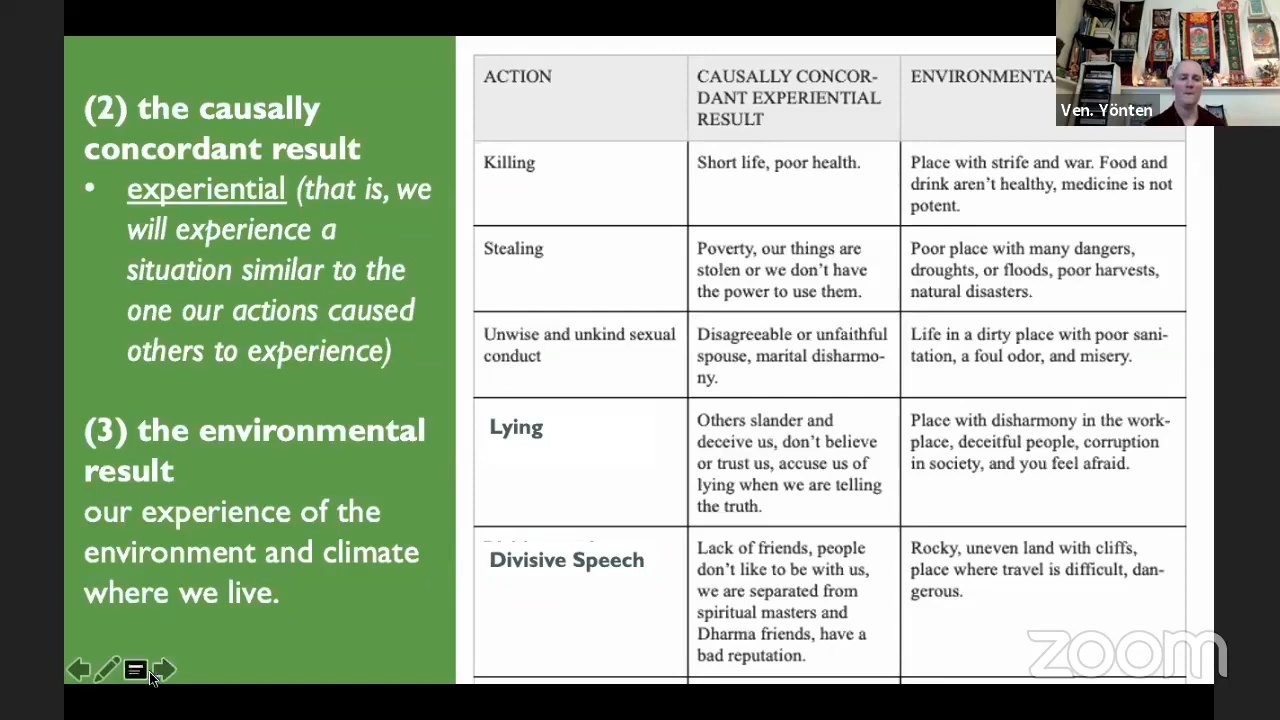 (2) the causally
concordant result
• experiential (that is, we
will experience a
situation similar to the
one our actions caused
others to experience)
(3) the environmental
result
our experience of the
environment and climate
where we live.
ACTION
CAUSALLY CONCOR-
DANT EXPERIENTIAL
RESULT
ENVIRONMENTA
Killing
Short life, poor health.
Place with strife and war. Food and
drink aren’t healthy, medicine is not
potent.
Stealing
Poverty, our things are
stolen or we don’t have
the power to use them.
Poor place with many dangers,
droughts, or floods, poor harvests,
natural disasters.
Unwise and unkind sexual
conduct
Disagreeable or unfaithful
spouse, marital disharmo-
ny.
Life in a dirty place with poor sani-
tation, a foul odor, and misery.
Lying
Others slander and
deceive us, don’t believe
or trust us, accuse us of
lying when we are telling
the truth.
Place with disharmony in the work-
place, deceitful people, corruption
in society, and you feel afraid.
Divisive Speech
Lack of friends, people
don’t like to be with us,
we are separated from
spiritual masters and
Dharma friends, have a
bad reputation.
Rocky, uneven land with cliffs,
place where travel is difficult, dan-
gerous.
Ven. Yönten
zoom